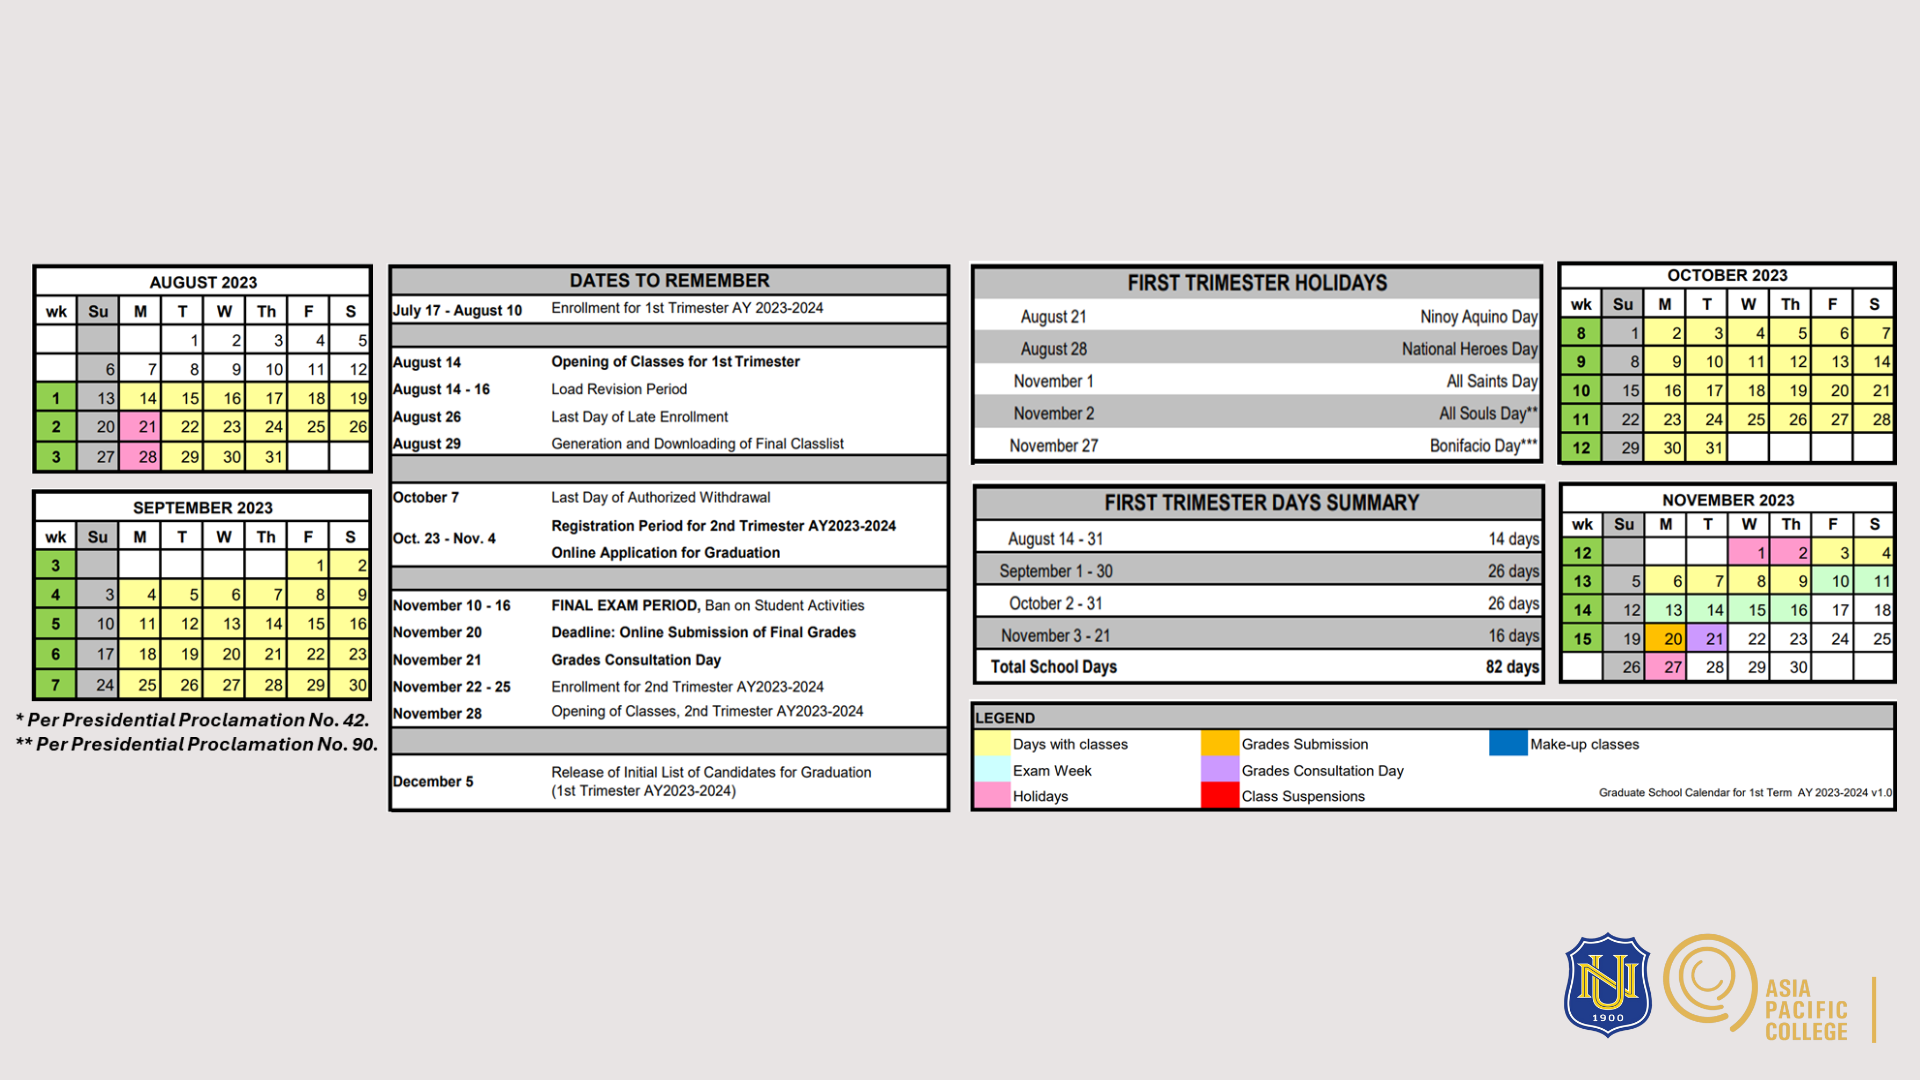 AUGUST 2023
wk Su M T W Th F S
1 2 3 4 5
6 7 8 9 10 11 12
1 13 14 15 16 17 18 19
2 20 21 22 23 24 25 26
3 27 28 29 30 31
SEPTEMBER 2023
wk Su M T W Th F S
3 1 2
4 3 4 5 6 7 8 9
5 10 11 12 13 14 15 16
6 17 18 19 20 21 22 23
7 24 25 26 27 28 29 30
* Per Presidential Proclamation No. 42.
** Per Presidential Proclamation No. 90.
DATES TO REMEMBER
July 17 - August 10 Enrollment for 1st Trimester AY 2023-2024
August 14 Opening of Classes for 1st Trimester
August 14 - 16 Load Revision Period
August 26 Last Day of Late Enrollment
August 29 Generation and Downloading of Final Classlist
October 7 Last Day of Authorized Withdrawal
Oct. 23 - Nov. 4 Registration Period for 2nd Trimester AY2023-2024
Online Application for Graduation
November 10 - 16 FINAL EXAM PERIOD, Ban on Student Activities
November 20 Deadline: Online Submission of Final Grades
November 21 Grades Consultation Day
November 22 - 25 Enrollment for 2nd Trimester AY2023-2024
November 28 Opening of Classes, 2nd Trimester AY2023-2024
December 5 Release of Initial List of Candidates for Graduation
(1st Trimester AY2023-2024)
FIRST TRIMESTER HOLIDAYS
August 21 Ninoy Aquino Day
August 28 National Heroes Day
November 1 All Saints Day
November 2 All Souls Day**
November 27 Bonifacio Day***
FIRST TRIMESTER DAYS SUMMARY
August 14 - 31 14 days
September 1 - 30 26 days
October 2 - 31 26 days
November 3 - 21 16 days
Total School Days 82 days
OCTOBER 2023
wk Su M T W Th F S
8 1 2 3 4 5 6 7
9 8 9 10 11 12 13 14
10 15 16 17 18 19 20 21
11 22 23 24 25 26 27 28
12 29 30 31
NOVEMBER 2023
wk Su M T W Th F S
12 1 2 3 4
13 5 6 7 8 9 10 11
14 12 13 14 15 16 17 18
15 19 20 21 22 23 24 25
26 27 28 29 30
LEGEND
Days with classes Grades Submission Make-up classes
Exam Week Grades Consultation Day
Holidays Class Suspensions
Graduate School Calendar for 1st Term AY 2023-2024 v1.0
NU
1900
ASIA
PACIFIC
COLLEGE